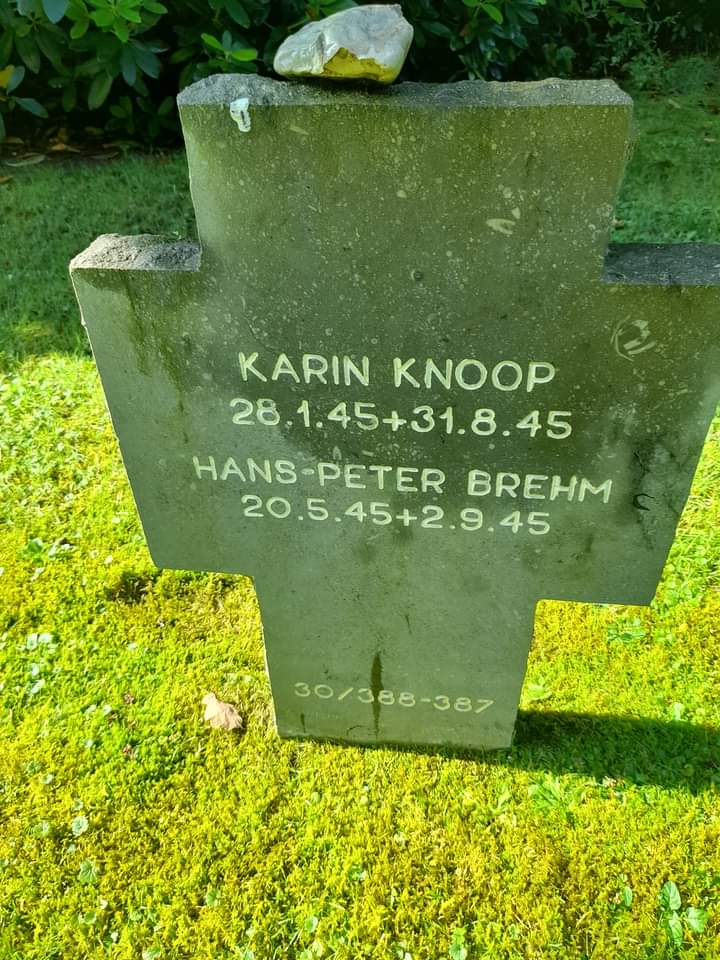 KARIN KNOOP
28.1.45+31.8.45
HANS-PETER BREHM
20.5.45+2.9.45
30/388-387